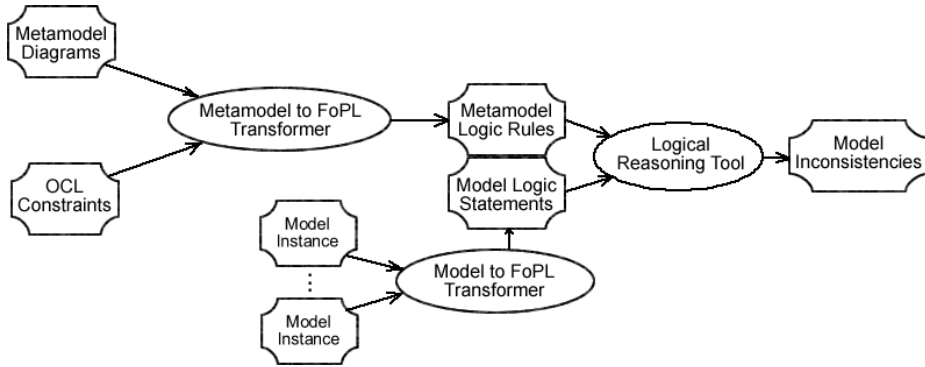 Metamodel
Diagrams
Metamodel to FoPL
Transformer
OCL
Constraints
Metamodel
Logic Rules
Model Logic
Statements
Logical
Reasoning Tool
Model
Inconsistencies
Model
Instance
Model to FoPL
Transformer
Model
Instance